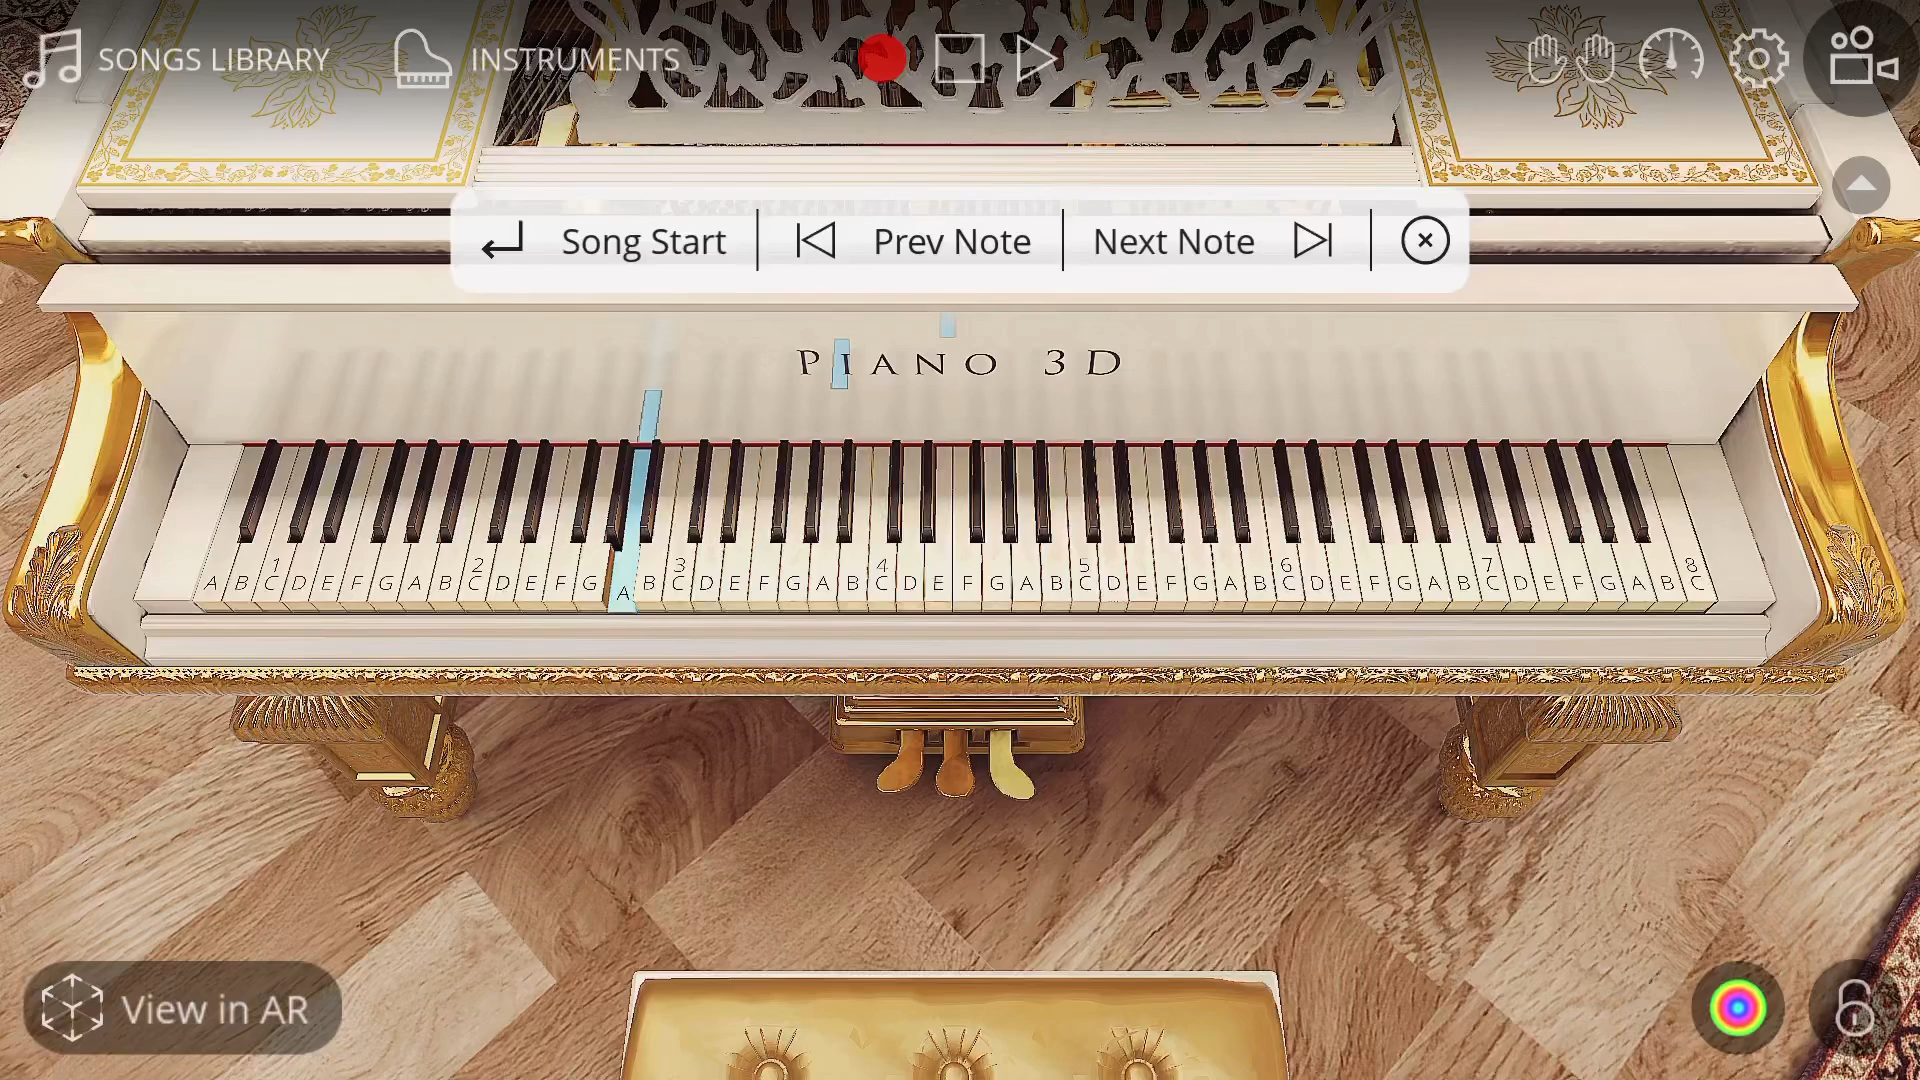 SONGS LIBRARY INSTRUMENTS
Song Start Prev Note Next Note
PIANO 3D
1 2 3 4 5 6 7 8
A B C D E F G A B C D E F G A B C D E F G A B C D E F G A B C D E F G A B C D E F G A B C D E F G A B C
View in AR